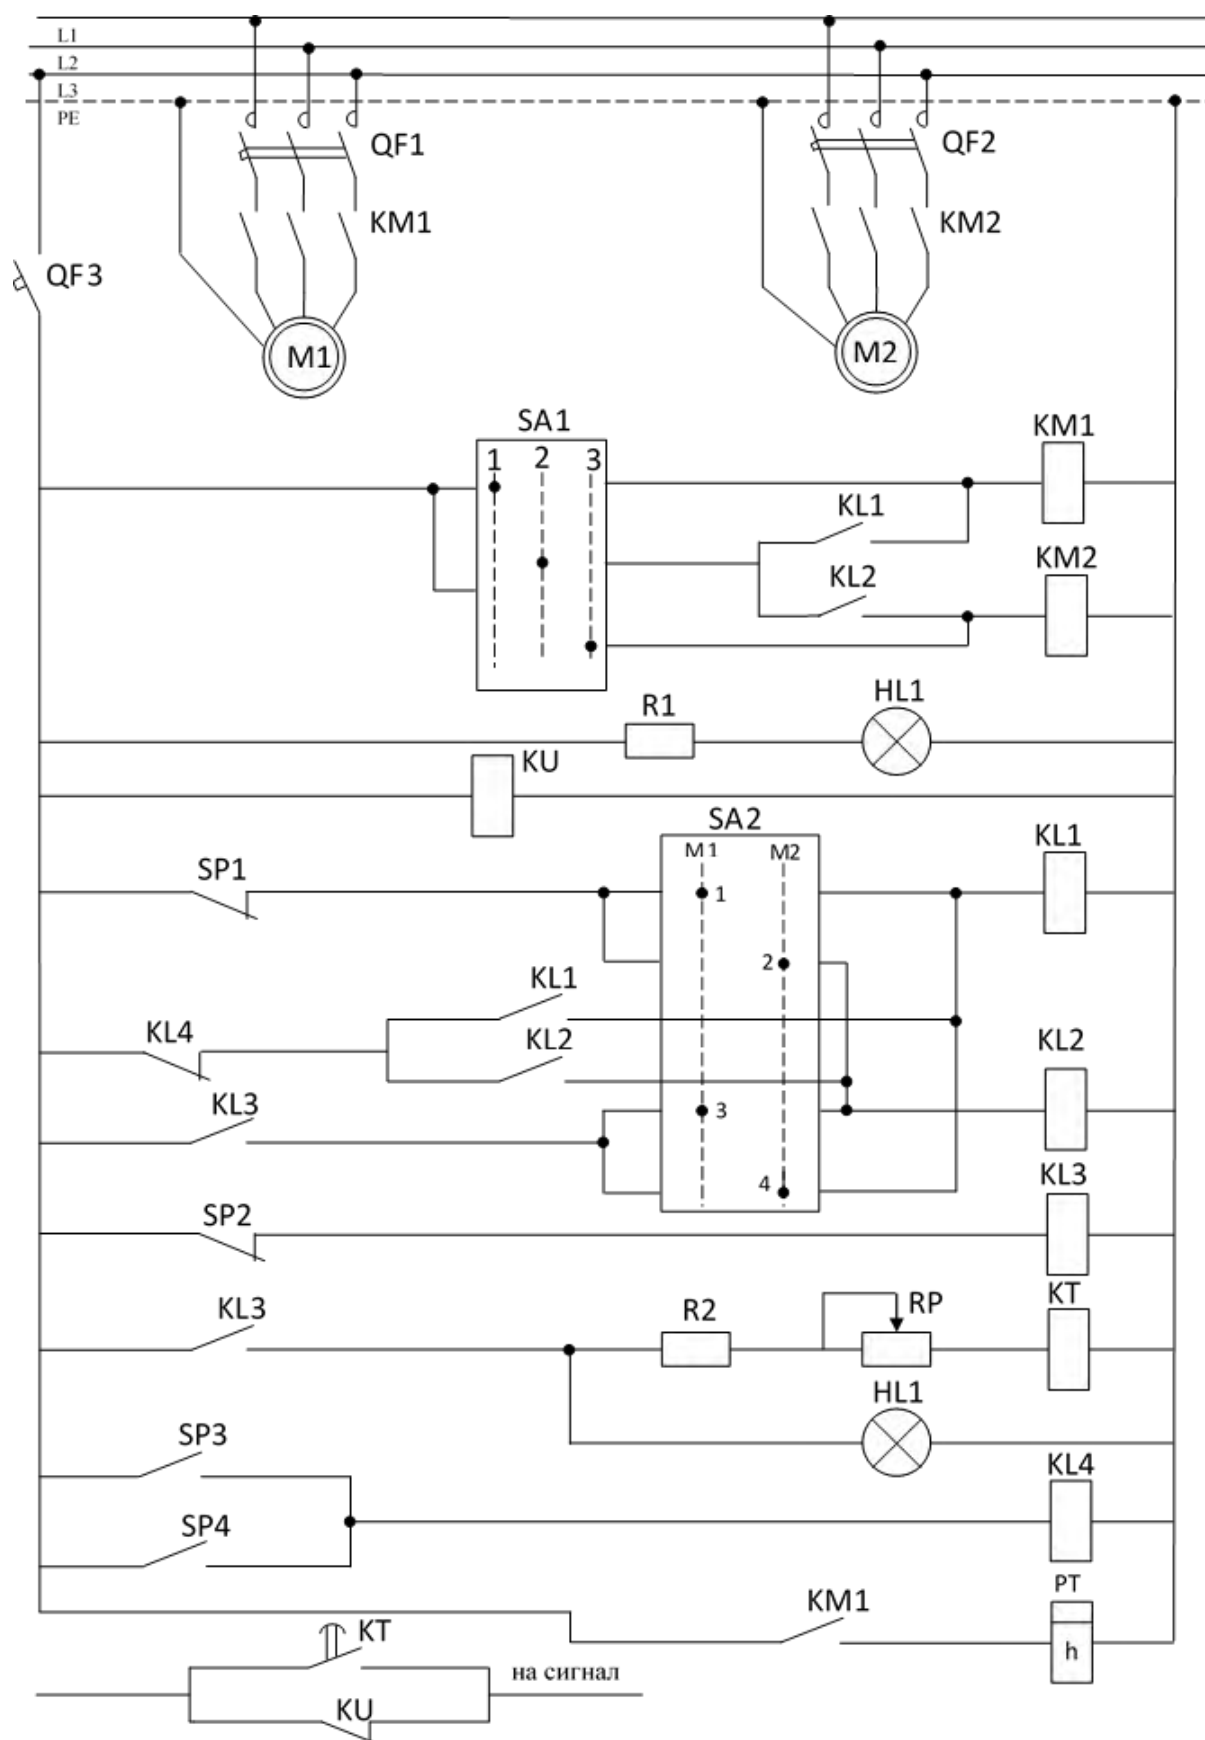 L1
L2
L3
PE
QF1
QF2
KM1
KM2
QF3
M1
M2
SA1
KM1
1 2 3
KL1
KM2
KL2
R1
HL1
KU
SA2
M1 M2
KL1
SP1
1
2
KL1
KL4
KL2
KL2
KL3
3
4
KL3
SP2
KL3
R2
RP
KT
HL1
SP3
KL4
SP4
PT
KM1
h
KT
на сигнал
KU